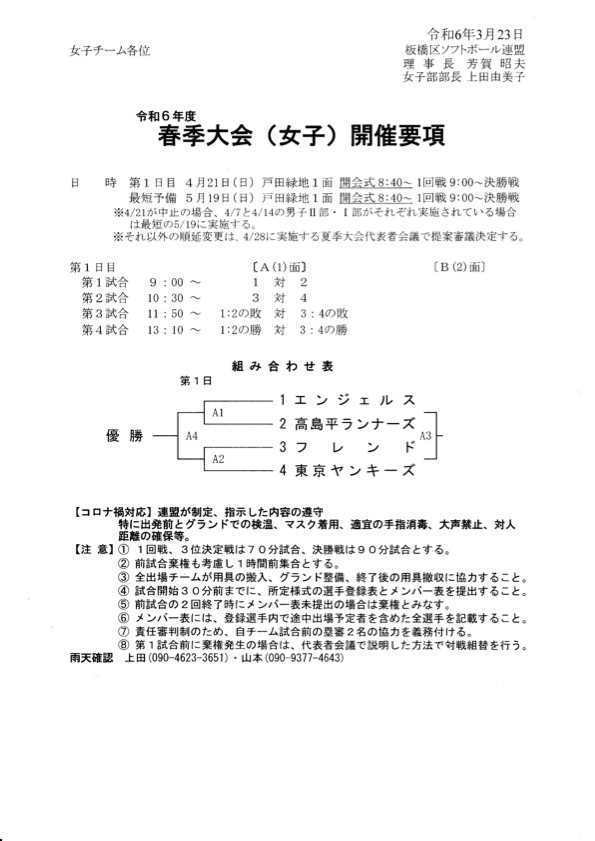 令和6年3月23日
女子チーム各位
板橋区ソフトボール連盟
理事長 芳賀 昭夫
女子部部長 上田由美子
令和６年度
春季大会（女子）開催要項
日　時　第１日目　４月21日(日)　戸田緑地１面　開会式 8:40～ 1回戦 9:00～決勝戦
最短予備　５月19日(日)　戸田緑地１面　開会式 8:40～ 1回戦 9:00～決勝戦
※4/21が中止の場合、4/7と4/14の男子Ⅱ部・Ⅰ部がそれぞれ実施されている場合
は最短の5/19に実施する。
※それ以外の順延変更は、4/28に実施する夏季大会代表者会議で提案審議決定する。
第１日目　〔Ａ(1)面〕　〔Ｂ(2)面〕
第１試合　９：00 ～　１　対　２
第２試合　10：30 ～　３　対　４
第３試合　11：50 ～　1：2の敗　対　3：4の敗
第４試合　13：10 ～　1：2の勝　対　3：4の勝
組み合わせ表
第１日
1 エンジェルス
A1
2 高島平ランナーズ
優勝　A4　A3
3 フレンド
A2
4 東京ヤンキーズ
【コロナ禍対応】連盟が制定、指示した内容の遵守
特に出発前とグランドでの検温、マスク着用、適宜の手指消毒、大声禁止、対人
距離の確保等。
【注 意】① １回戦、３位決定戦は７０分試合、決勝戦は９０分試合とする。
② 前試合棄権も考慮し１時間前集合とする。
③ 全出場チームが用具の搬入、グランド整備、終了後の用具撤収に協力すること。
④ 試合開始３０分前までに、所定様式の選手登録表とメンバー表を提出すること。
⑤ 前試合の２回終了時にメンバー表未提出の場合は棄権とみなす。
⑥ メンバー表には、登録選手内で途中出場予定者を含めた全選手を記載すること。
⑦ 責任審判制のため、自チーム試合前の塁審２名の協力を義務付ける。
⑧ 第１試合前に棄権発生の場合は、代表者会議で説明した方法で対戦組替を行う。
雨天確認　上田(090-4623-3651)・山本(090-9377-4643)